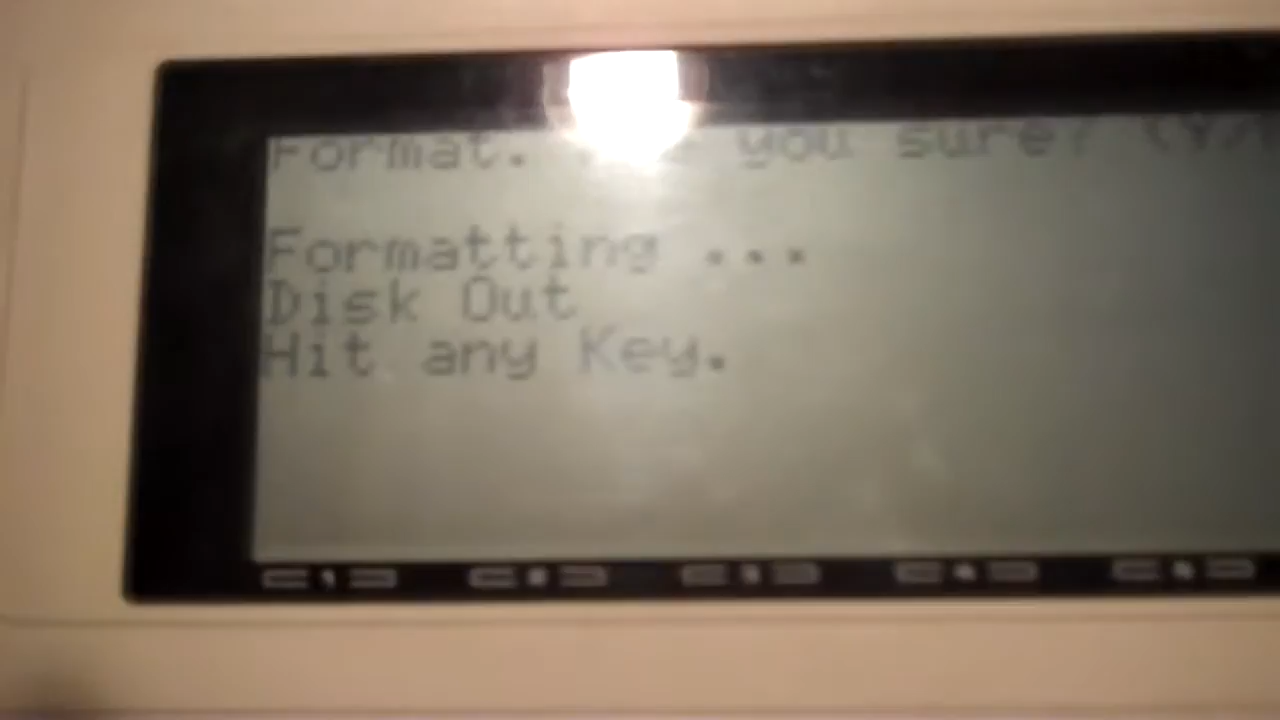 Format. you sure? (Y/
Formatting ...
Disk Out
Hit any Key.